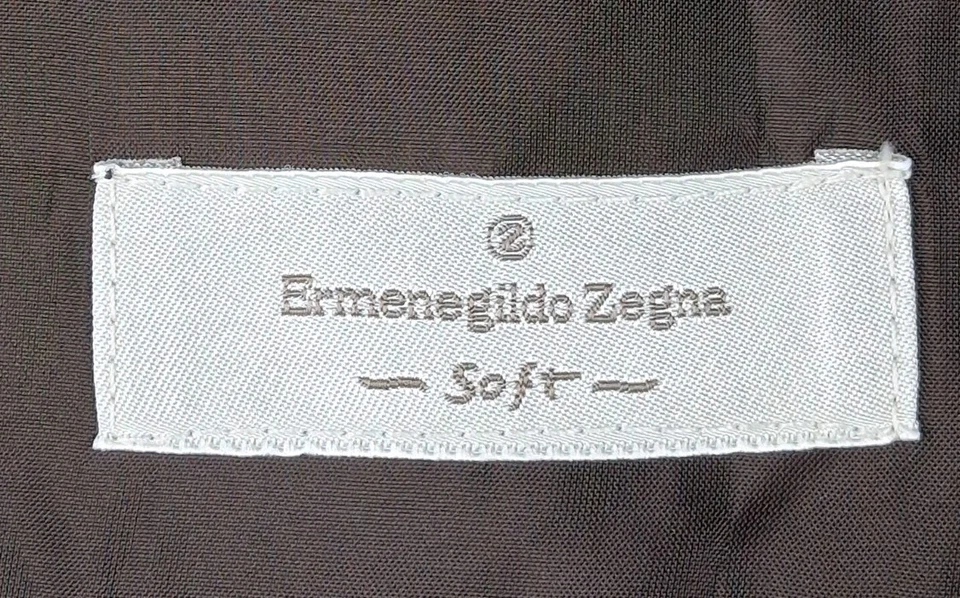 Z
Ermenegildo Zegna
— Soft —